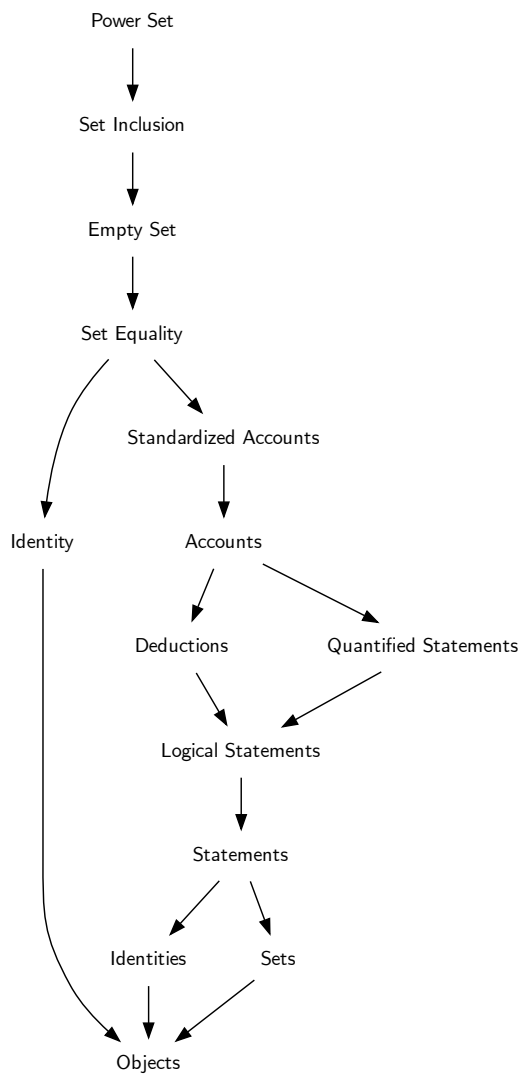 Power Set
Set Inclusion
Empty Set
Set Equality
Standardized Accounts
Identity
Accounts
Deductions
Quantified Statements
Logical Statements
Statements
Identities
Sets
Objects